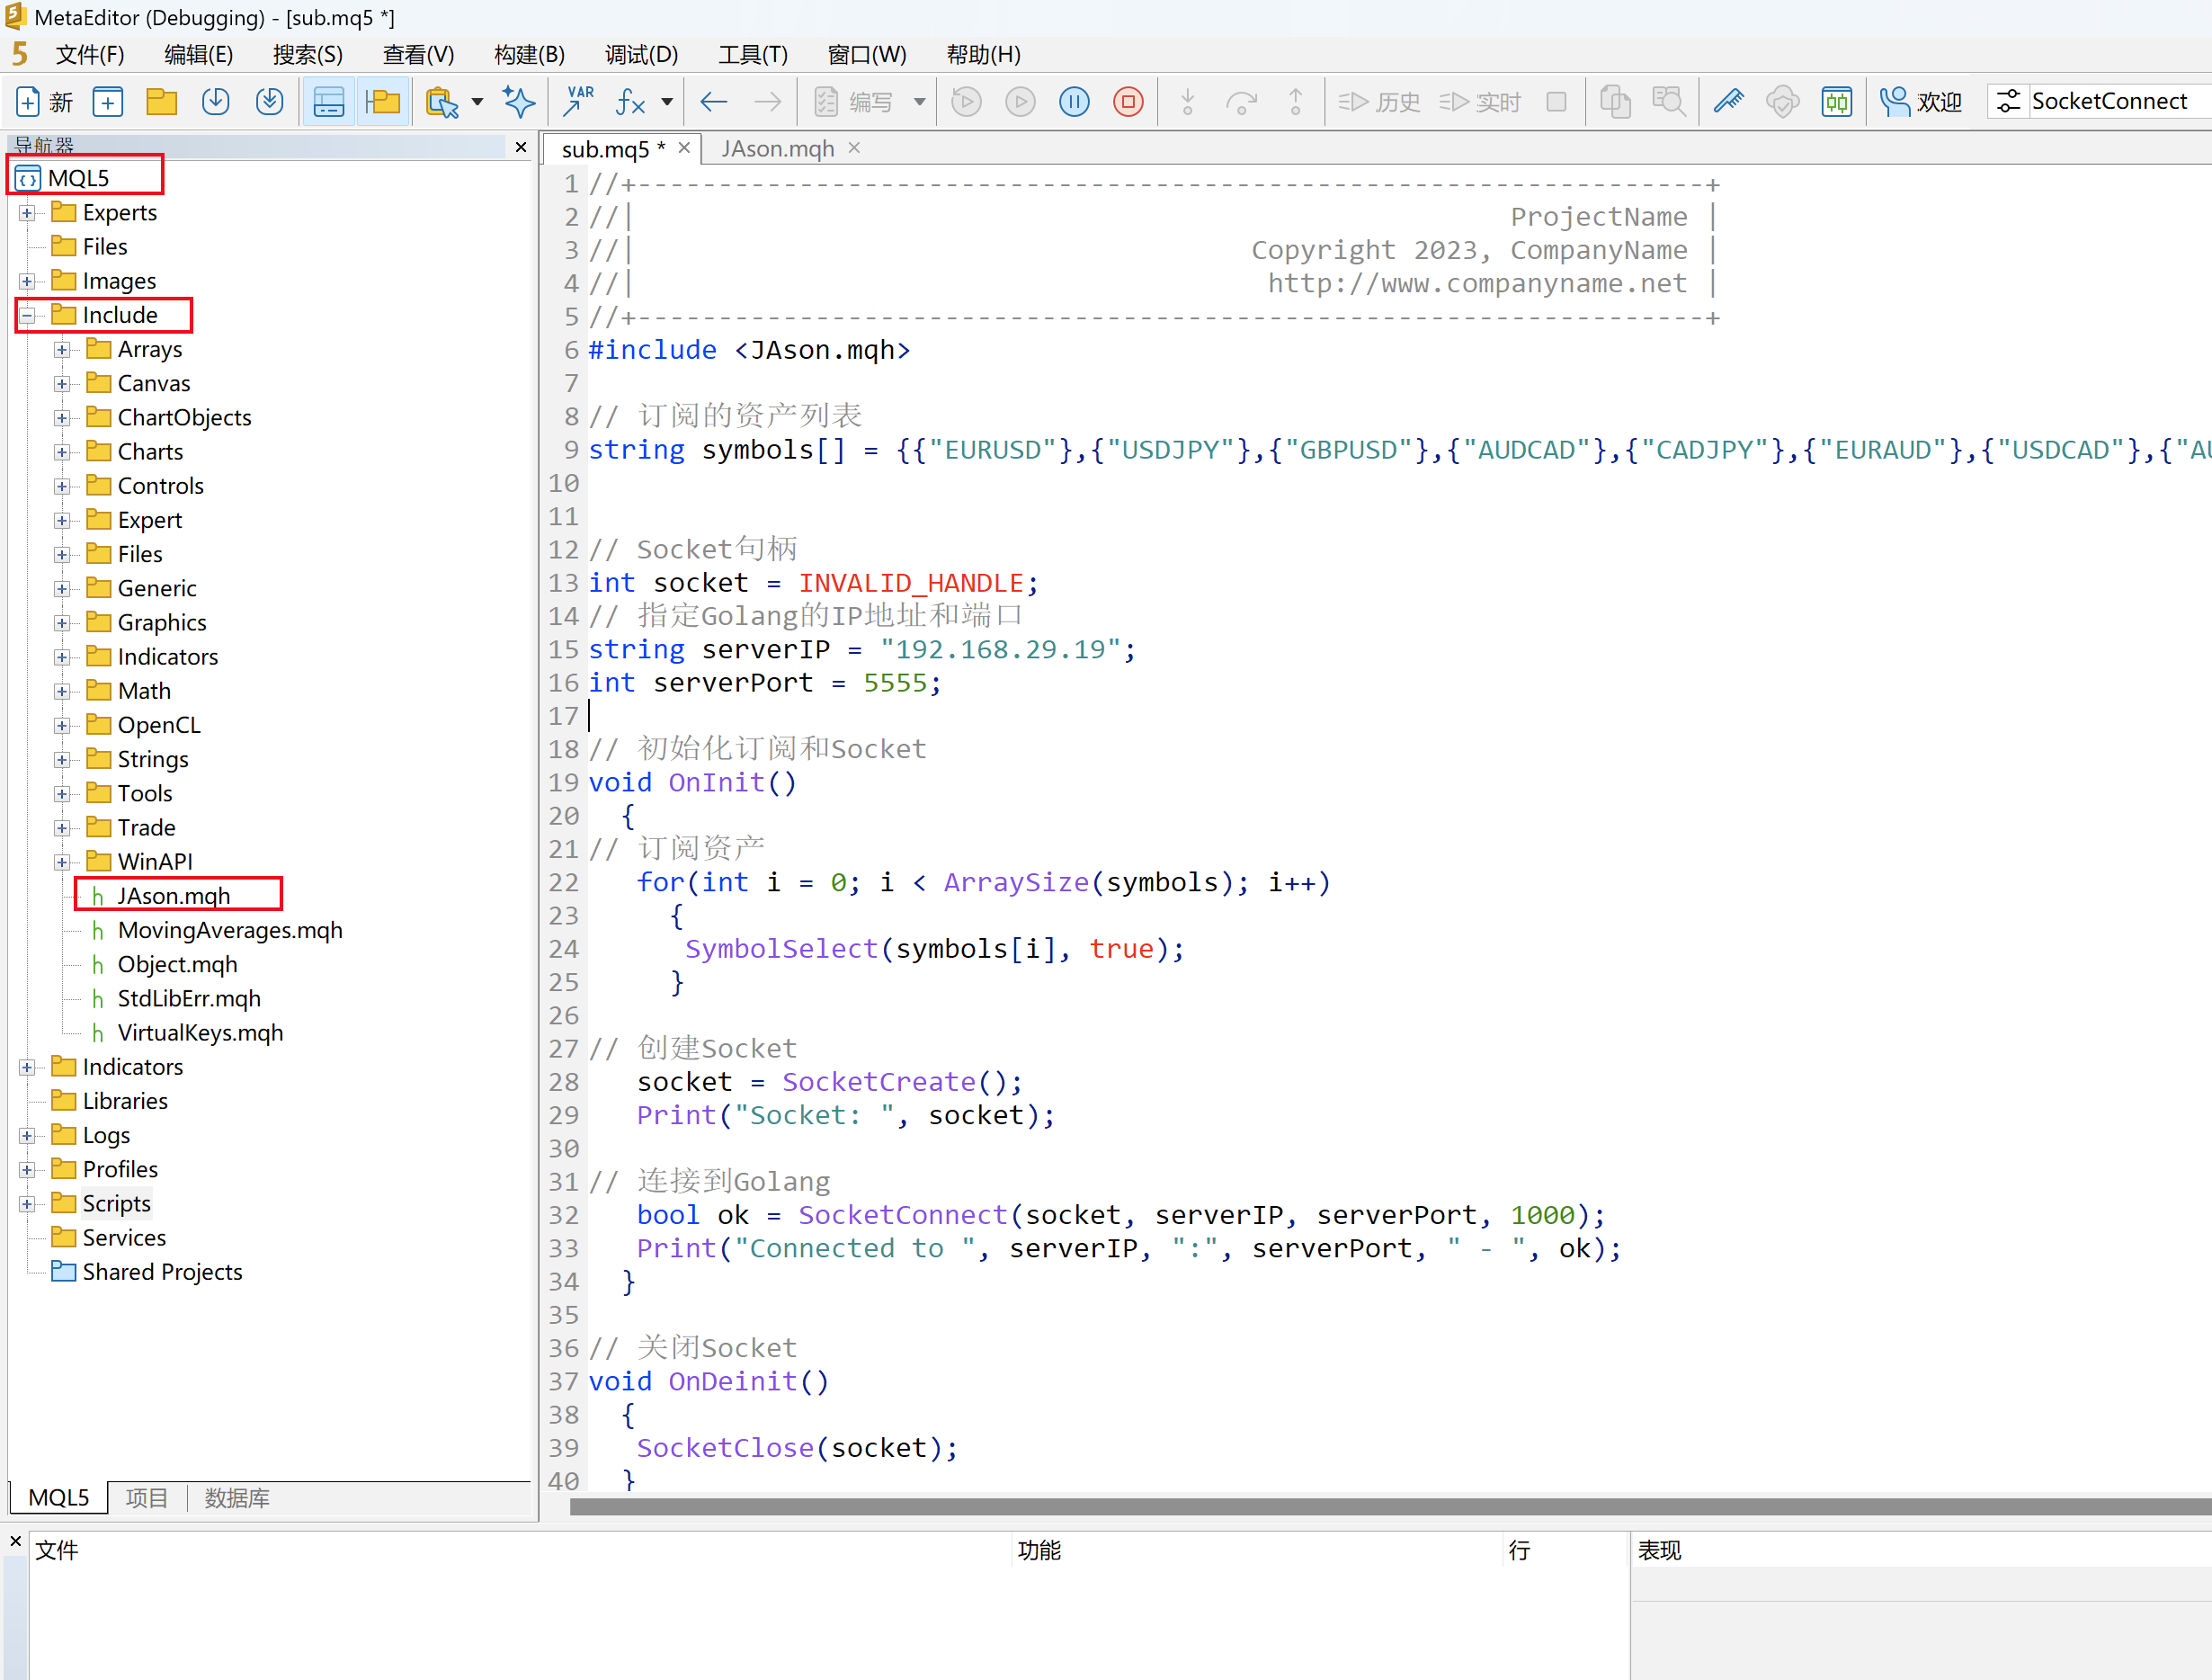 MetaEditor (Debugging) - [sub.mq5 *]
文件(F) 编辑(E) 搜索(S) 查看(V) 构建(B) 调试(D) 工具(T) 窗口(W) 帮助(H)
新 VAR 编写 历史 实时 欢迎 SocketConnect
导航器
MQL5
Experts
Files
Images
Include
Arrays
Canvas
ChartObjects
Charts
Controls
Expert
Files
Generic
Graphics
Indicators
Math
OpenCL
Strings
Tools
Trade
WinAPI
JAson.mqh
MovingAverages.mqh
Object.mqh
StdLibErr.mqh
VirtualKeys.mqh
Indicators
Libraries
Logs
Profiles
Scripts
Services
Shared Projects
MQL5 项目 数据库
sub.mq5 * JAson.mqh
1 //+------------------------------------------------------------------+
2 //| ProjectName |
3 //| Copyright 2023, CompanyName |
4 //| http://www.companyname.net |
5 //+------------------------------------------------------------------+
6 #include <JAson.mqh>
7
8 // 订阅的资产列表
9 string symbols[] = {{"EURUSD"},{"USDJPY"},{"GBPUSD"},{"AUDCAD"},{"CADJPY"},{"EURAUD"},{"USDCAD"},{"AU
10
11
12 // Socket句柄
13 int socket = INVALID_HANDLE;
14 // 指定Golang的IP地址和端口
15 string serverIP = "192.168.29.19";
16 int serverPort = 5555;
17
18 // 初始化订阅和Socket
19 void OnInit()
20 {
21 // 订阅资产
22 for(int i = 0; i < ArraySize(symbols); i++)
23 {
24 SymbolSelect(symbols[i], true);
25 }
26
27 // 创建Socket
28 socket = SocketCreate();
29 Print("Socket: ", socket);
30
31 // 连接到Golang
32 bool ok = SocketConnect(socket, serverIP, serverPort, 1000);
33 Print("Connected to ", serverIP, ":", serverPort, " - ", ok);
34 }
35
36 // 关闭Socket
37 void OnDeinit()
38 {
39 SocketClose(socket);
40 }
文件 功能 行 表现